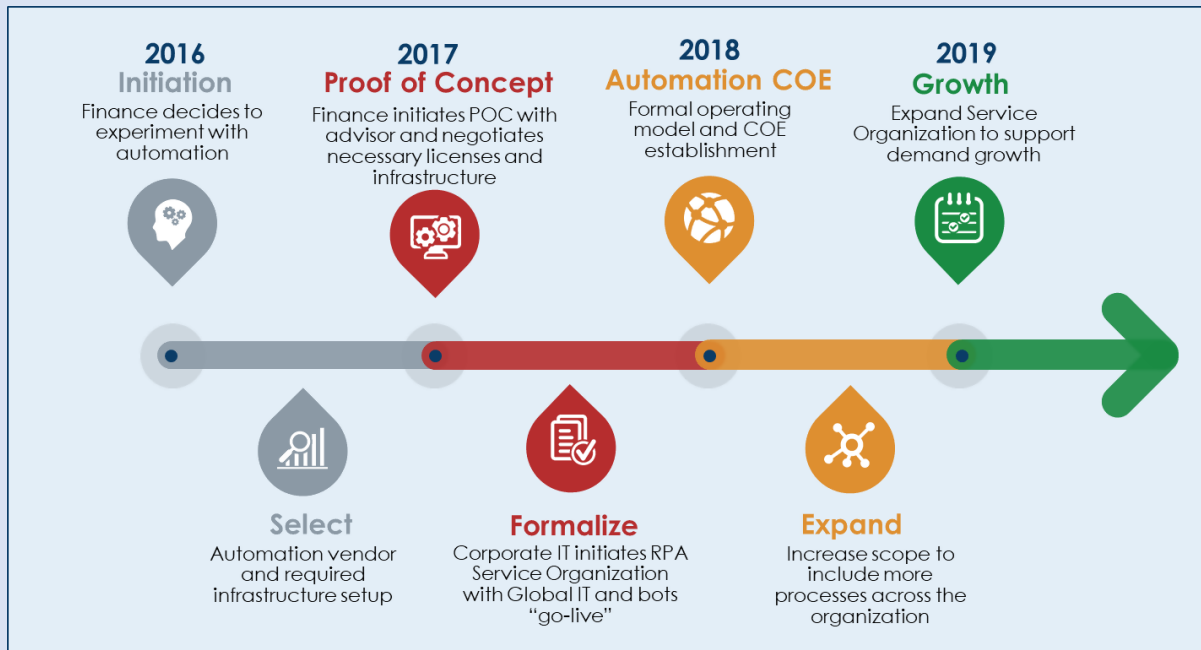 2016
Initiation
Finance decides to
experiment with
automation
2017
Proof of Concept
Finance initiates POC with
advisor and negotiates
necessary licenses and
infrastructure
2018
Automation COE
Formal operating
model and COE
establishment
2019
Growth
Expand Service
Organization to support
demand growth
Select
Automation vendor
and required
infrastructure setup
Formalize
Corporate IT initiates RPA
Service Organization
with Global IT and bots
“go-live”
Expand
Increase scope to
include more
processes across the
organization